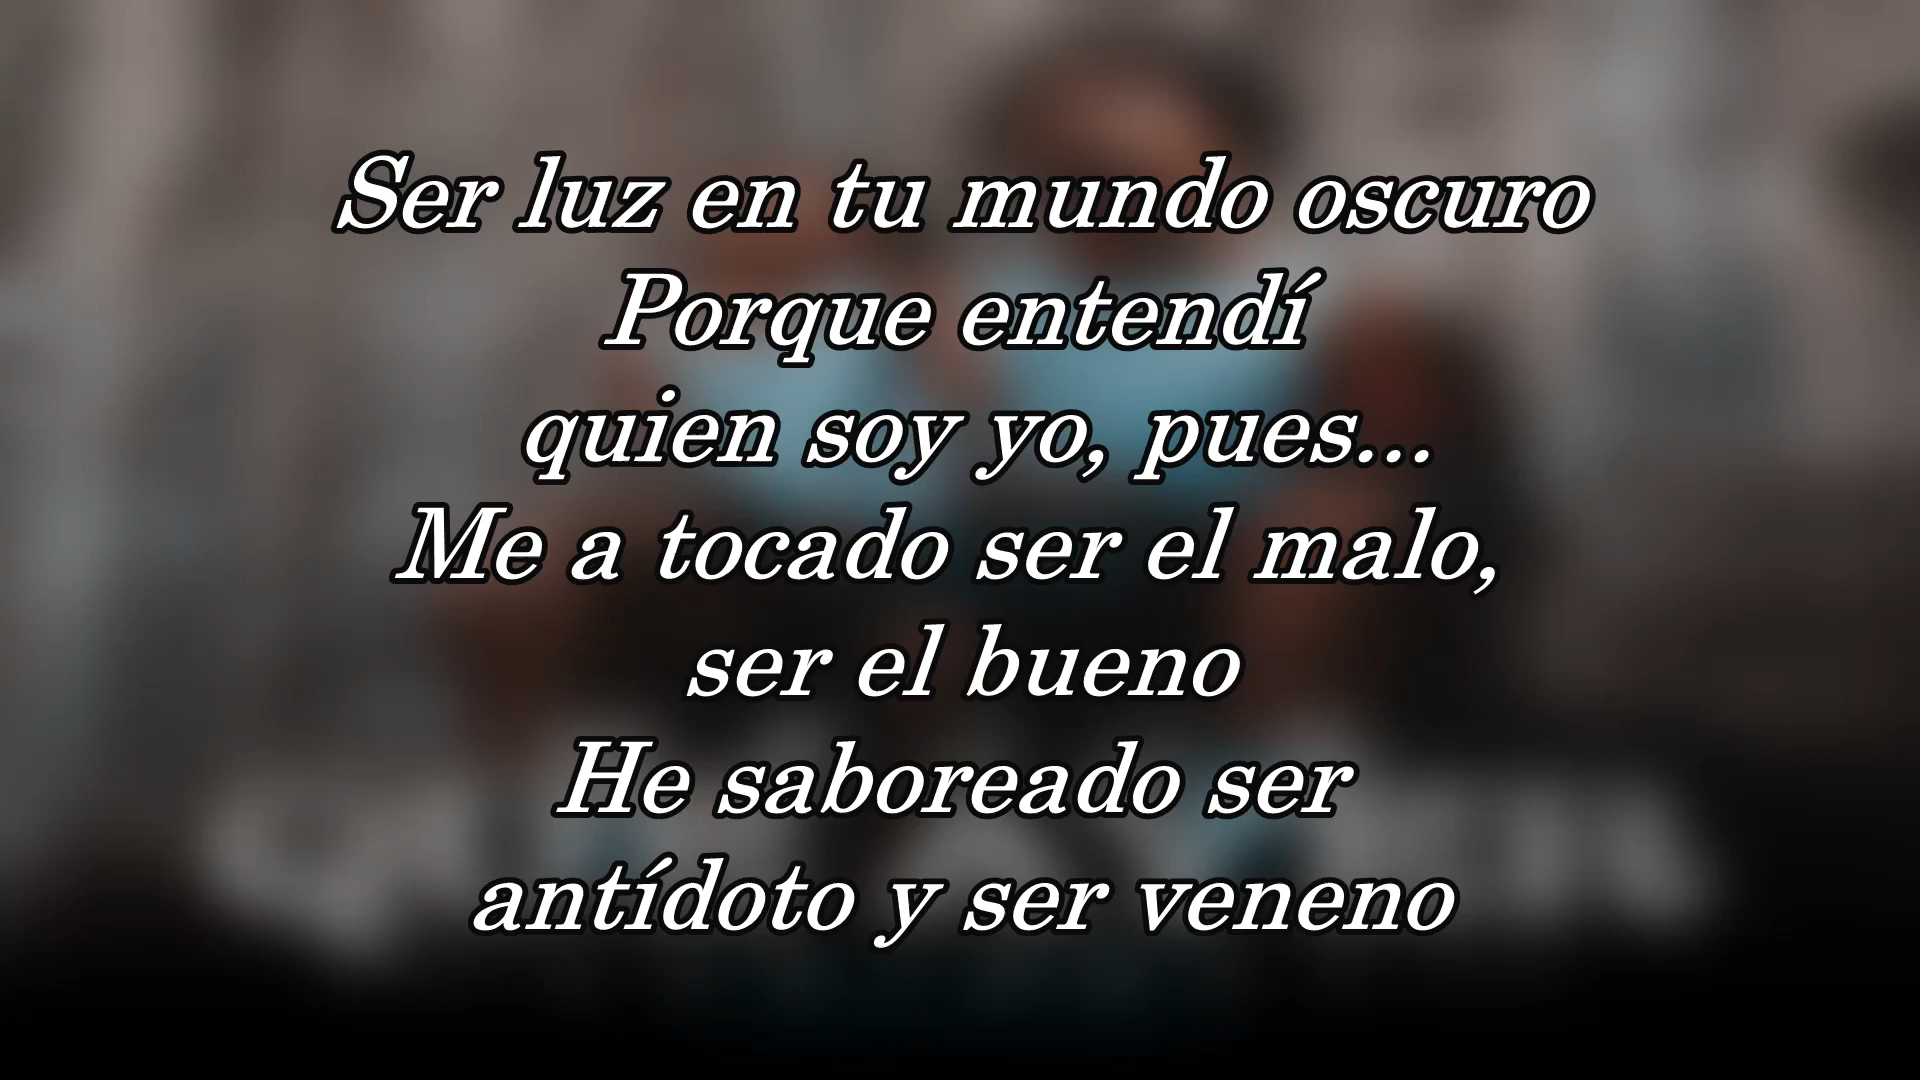 Ser luz en tu mundo oscuro
Porque entendí
quien soy yo, pues...
Me a tocado ser el malo,
ser el bueno
He saboreado ser
antídoto y ser veneno